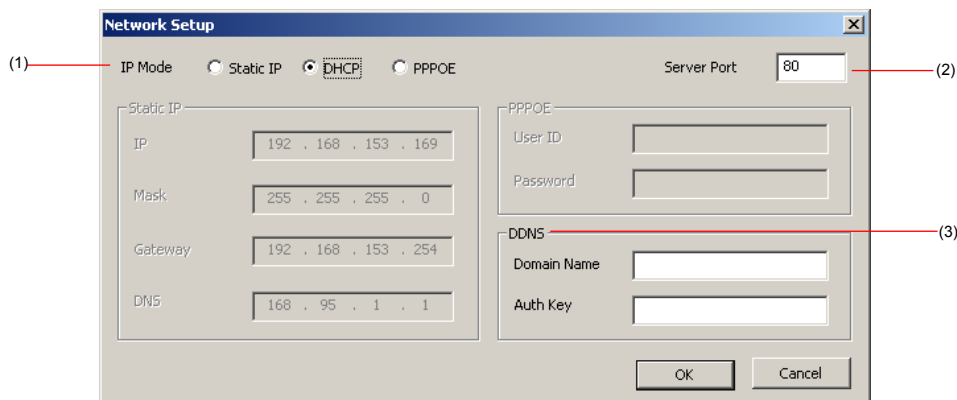 Network Setup
(1)
IP Mode
Static IP
DHCP
PPPOE
Server Port
80
(2)
Static IP
IP
192 . 168 . 153 . 169
Mask
255 . 255 . 255 . 0
Gateway
192 . 168 . 153 . 254
DNS
168 . 95 . 1 . 1
PPPOE
User ID
Password
DDNS
(3)
Domain Name
Auth Key
OK
Cancel